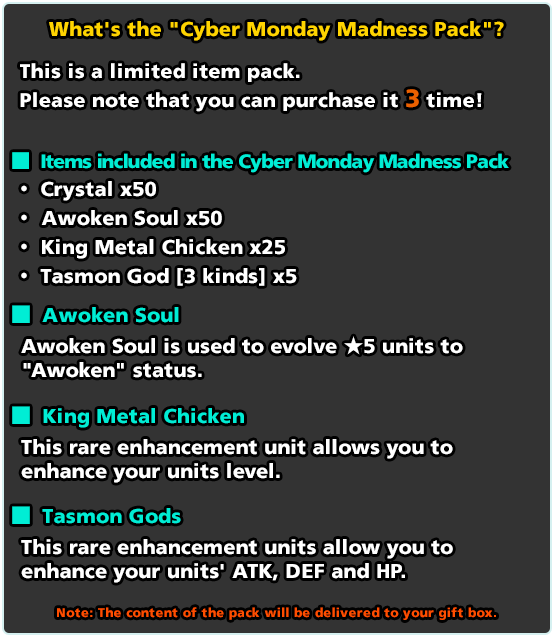 What's the "Cyber Monday Madness Pack"?
This is a limited item pack.
Please note that you can purchase it 3 time!
■ Items included in the Cyber Monday Madness Pack
• Crystal x50
• Awoken Soul x50
• King Metal Chicken x25
• Tasmon God [3 kinds] x5
■ Awoken Soul
Awoken Soul is used to evolve ★5 units to
"Awoken" status.
■ King Metal Chicken
This rare enhancement unit allows you to
enhance your units level.
■ Tasmon Gods
This rare enhancement units allow you to
enhance your units' ATK, DEF and HP.
Note: The content of the pack will be delivered to your gift box.